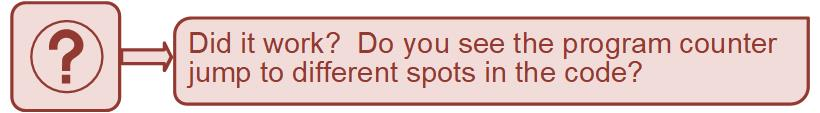 ?
Did it work?  Do you see the program counter
jump to different spots in the code?